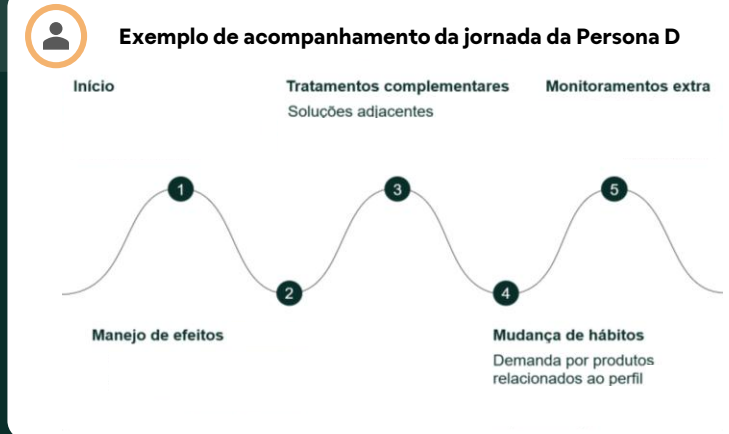 Exemplo de acompanhamento da jornada da Persona D
Início
Tratamentos complementares
Soluções adjacentes
Monitoramentos extra
1
3
5
2
4
Manejo de efeitos
Mudança de hábitos
Demanda por produtos
relacionados ao perfil